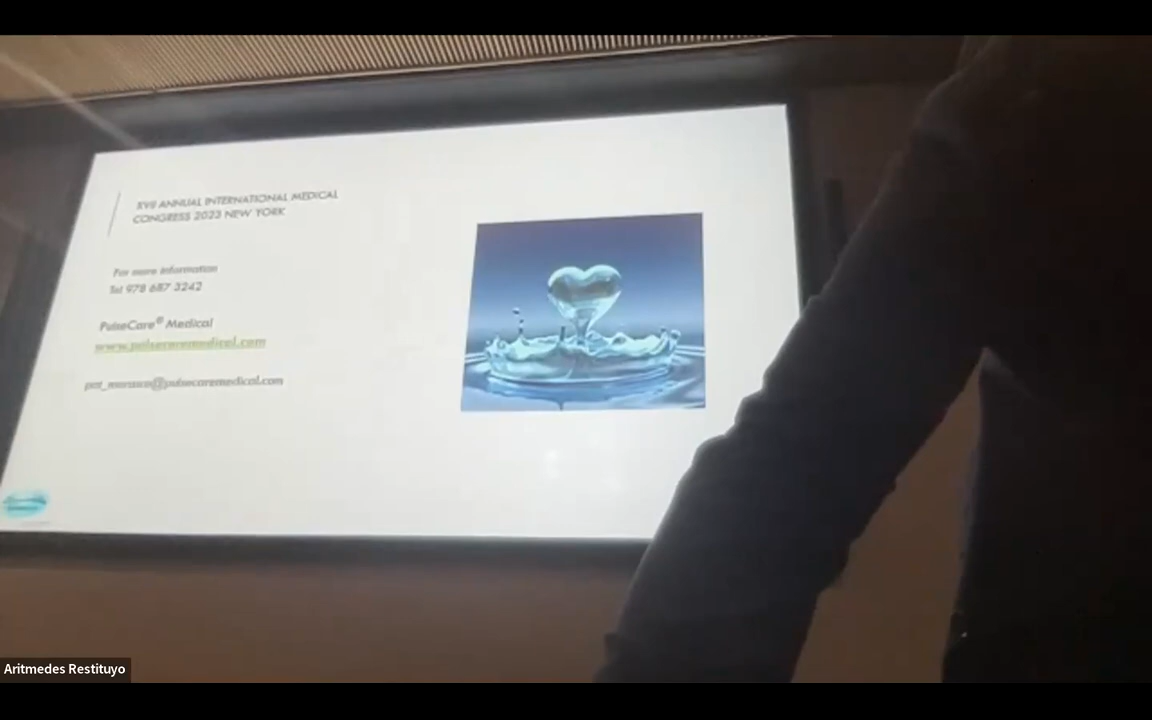 XVII ANNUAL INTERNATIONAL MEDICAL
CONGRESS 2023 NEW YORK
For more information
Tel 978 687 3242
PulseCare® Medical
www.pulsecaremedical.com
Aritmedes Restituyo